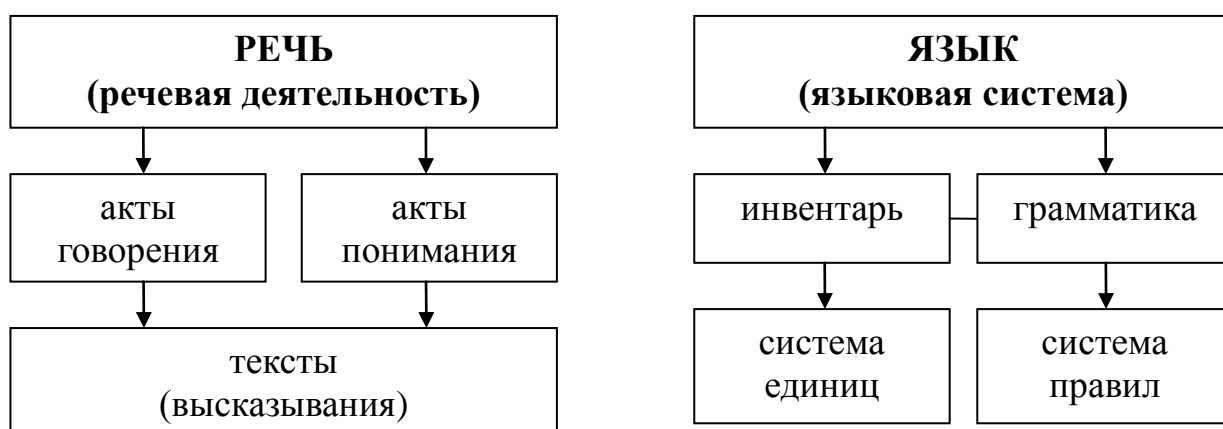 РЕЧЬ
(речевая деятельность)
акты
говорения
акты
понимания
тексты
(высказывания)
ЯЗЫК
(языковая система)
инвентарь
грамматика
система
единиц
система
правил